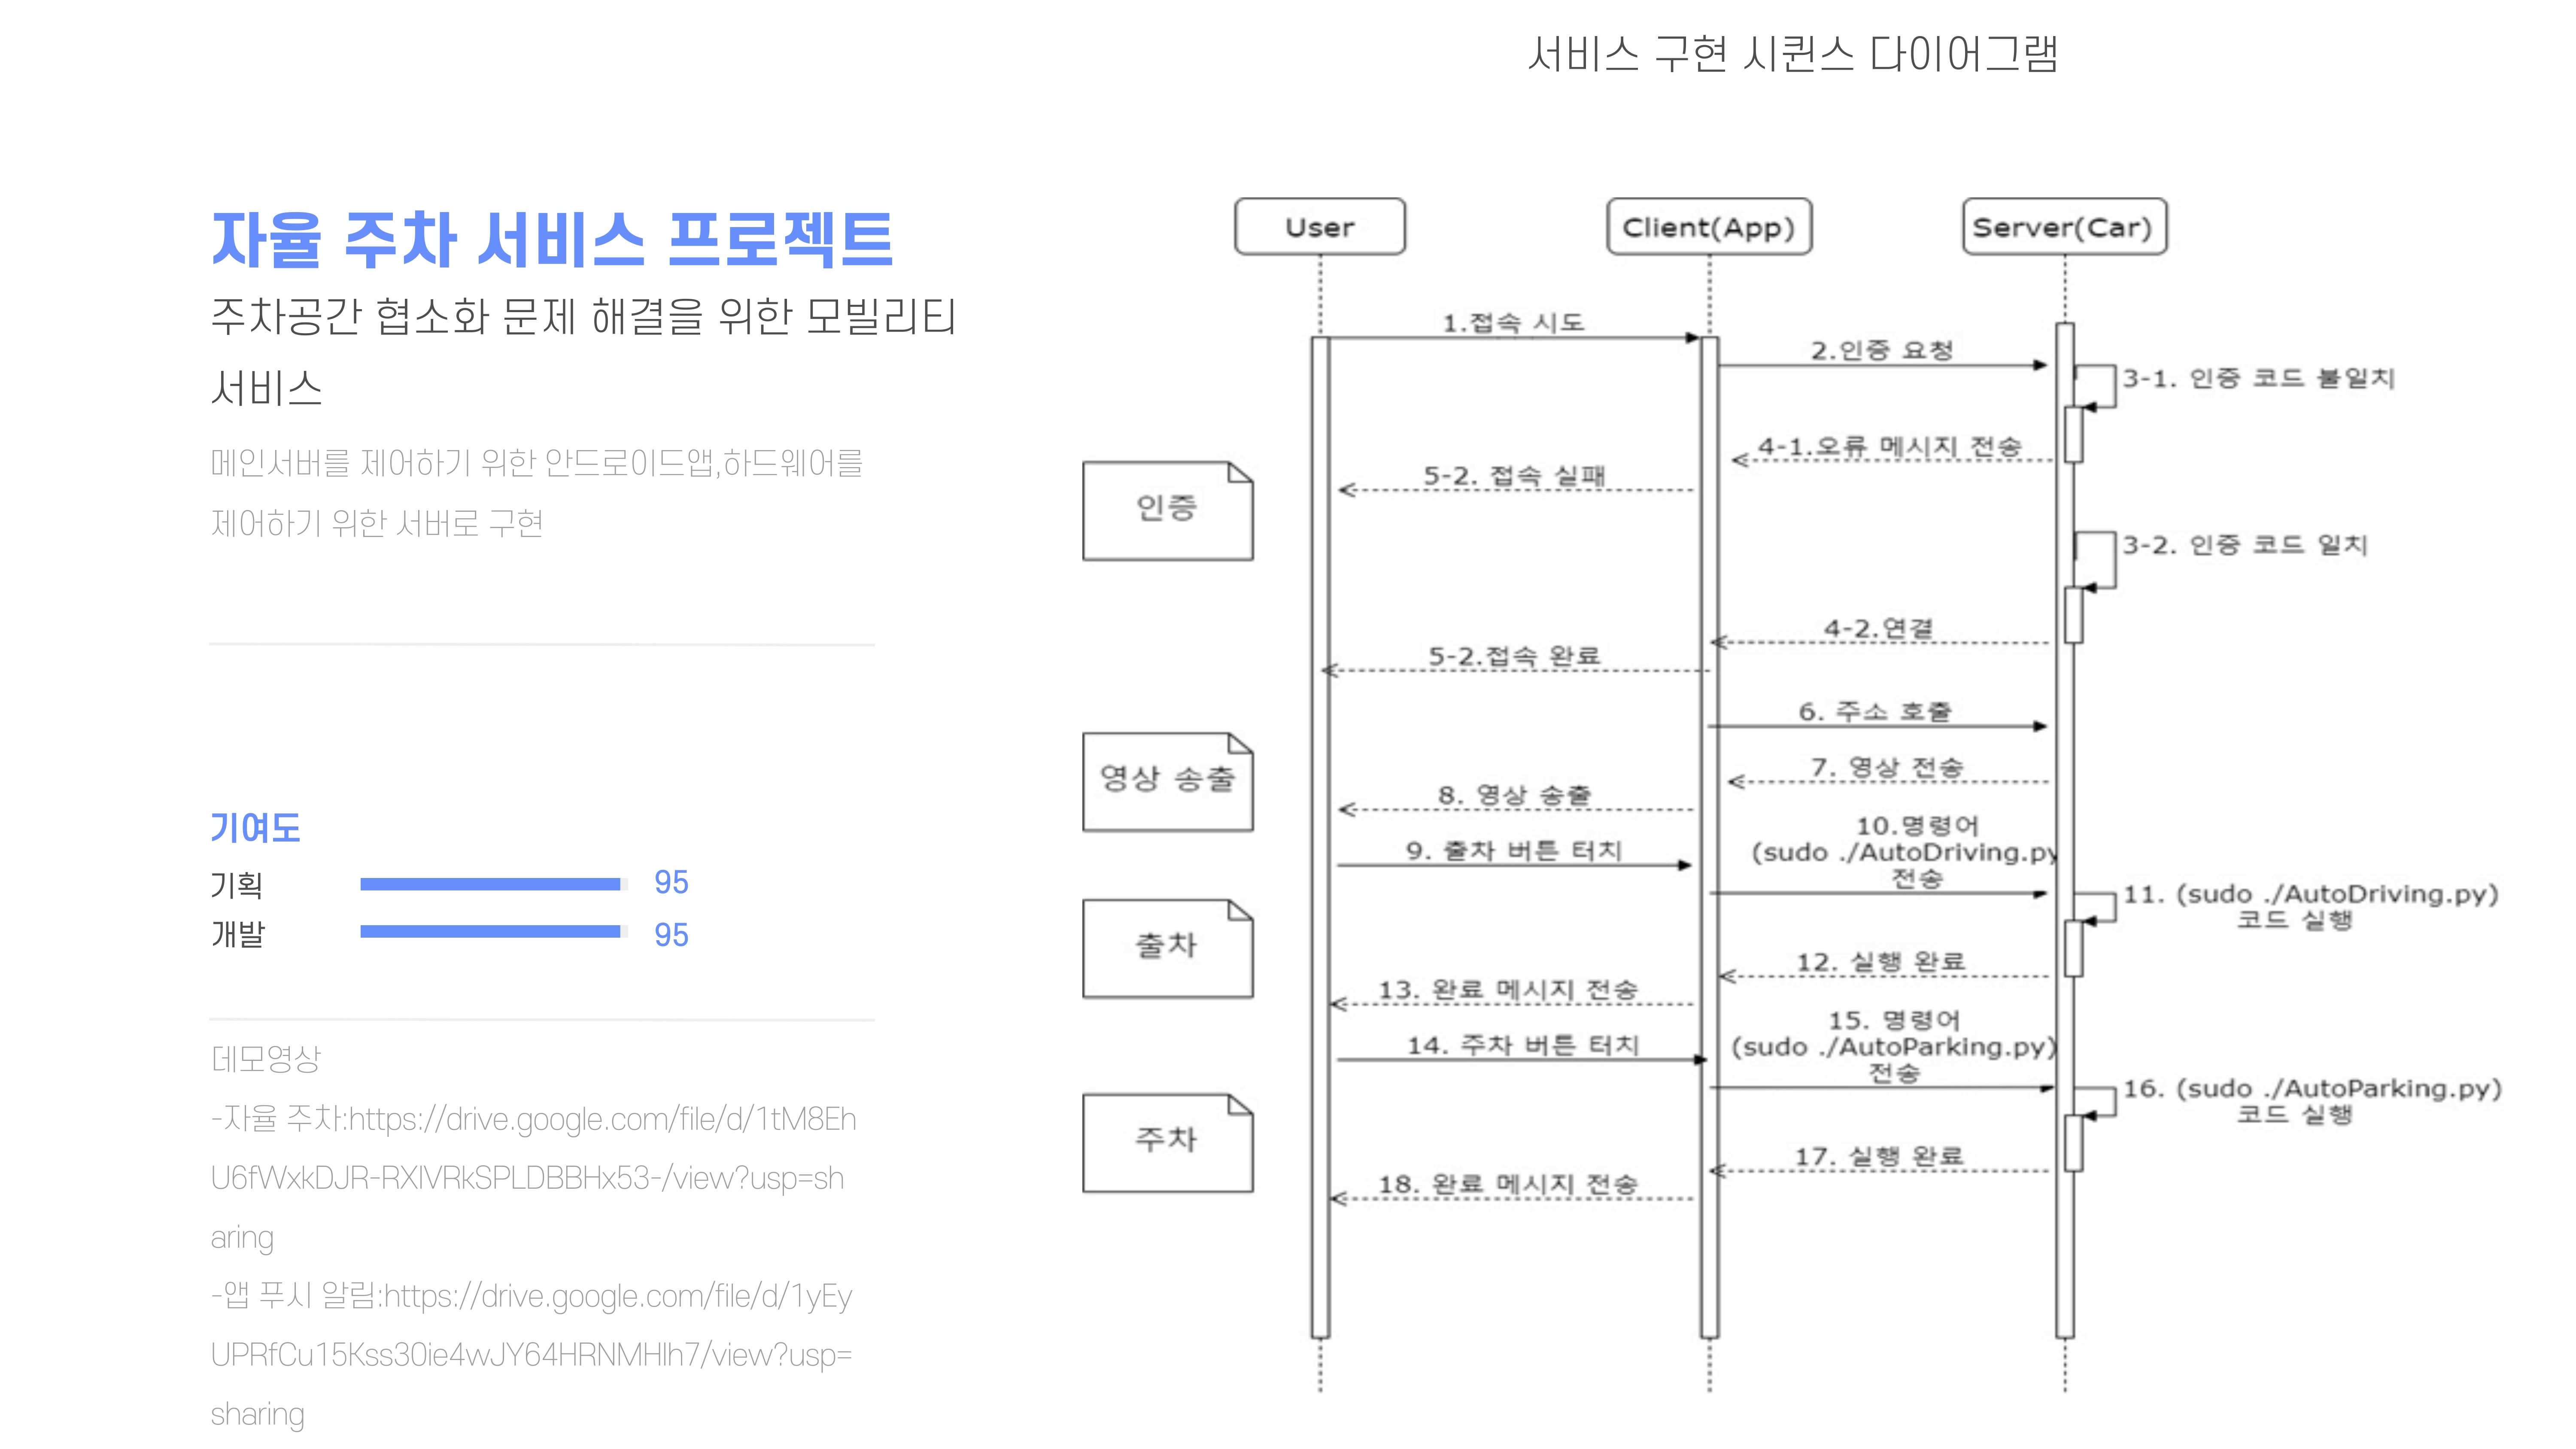 서비스 구현 시퀀스 다이어그램
자율 주차 서비스 프로젝트
주차공간 협소화 문제 해결을 위한 모빌리티
서비스
메인서버를 제어하기 위한 안드로이드앱,하드웨어를
제어하기 위한 서버로 구현
기여도
기획 95
개발 95
데모영상
-자율 주차:https://drive.google.com/file/d/1tM8Eh
U6fWxkDJR-RXIVRkSPLDBBHx53-/view?usp=sh
aring
-앱 푸시 알림:https://drive.google.com/file/d/1yEy
UPRfCu15Kss30ie4wJY64HRNMHIh7/view?usp=
sharing
User
Client(App)
Server(Car)
1.접속 시도
2.인증 요청
3-1. 인증 코드 불일치
4-1.오류 메시지 전송
5-2. 접속 실패
인증
3-2. 인증 코드 일치
4-2.연결
5-2.접속 완료
6. 주소 호출
영상 송출
7. 영상 전송
8. 영상 송출
9. 출차 버튼 터치
10.명령어
(sudo ./AutoDriving.py
전송
11. (sudo ./AutoDriving.py)
코드 실행
출차
12. 실행 완료
13. 완료 메시지 전송
14. 주차 버튼 터치
15. 명령어
(sudo ./AutoParking.py)
전송
16. (sudo ./AutoParking.py)
코드 실행
주차
17. 실행 완료
18. 완료 메시지 전송